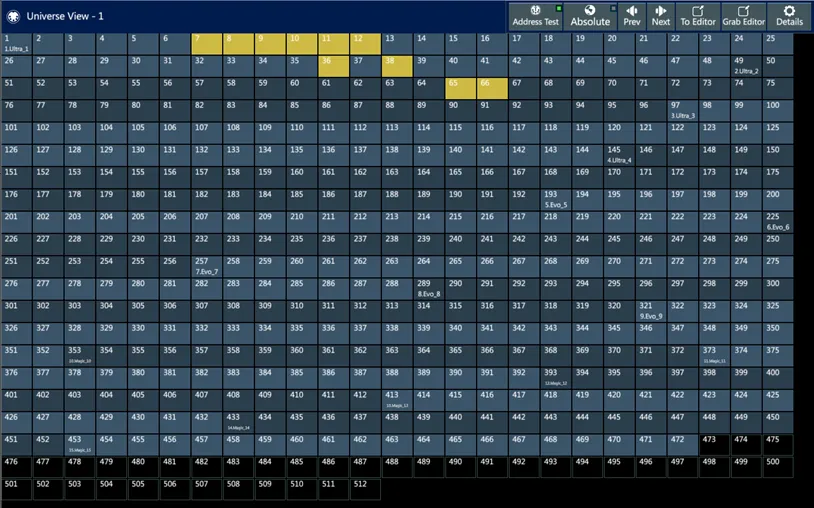 Universe View - 1
Address Test Absolute Prev Next To Editor Grab Editor Details
1 2 3 4 5 6 7 8 9 10 11 12 13 14 15 16 17 18 19 20 21 22 23 24 25
1.Ultra_1
26 27 28 29 30 31 32 33 34 35 36 37 38 39 40 41 42 43 44 45 46 47 48 49 50
2.Ultra_2
51 52 53 54 55 56 57 58 59 60 61 62 63 64 65 66 67 68 69 70 71 72 73 74 75
76 77 78 79 80 81 82 83 84 85 86 87 88 89 90 91 92 93 94 95 96 97 98 99 100
3.Ultra_3
101 102 103 104 105 106 107 108 109 110 111 112 113 114 115 116 117 118 119 120 121 122 123 124 125
126 127 128 129 130 131 132 133 134 135 136 137 138 139 140 141 142 143 144 145 146 147 148 149 150
4.Ultra_4
151 152 153 154 155 156 157 158 159 160 161 162 163 164 165 166 167 168 169 170 171 172 173 174 175
176 177 178 179 180 181 182 183 184 185 186 187 188 189 190 191 192 193 194 195 196 197 198 199 200
5.Evo_5
201 202 203 204 205 206 207 208 209 210 211 212 213 214 215 216 217 218 219 220 221 222 223 224 225
6.Evo_6
226 227 228 229 230 231 232 233 234 235 236 237 238 239 240 241 242 243 244 245 246 247 248 249 250
251 252 253 254 255 256 257 258 259 260 261 262 263 264 265 266 267 268 269 270 271 272 273 274 275
7.Evo_7
276 277 278 279 280 281 282 283 284 285 286 287 288 289 290 291 292 293 294 295 296 297 298 299 300
8.Evo_8
301 302 303 304 305 306 307 308 309 310 311 312 313 314 315 316 317 318 319 320 321 322 323 324 325
9.Evo_9
326 327 328 329 330 331 332 333 334 335 336 337 338 339 340 341 342 343 344 345 346 347 348 349 350
351 352 353 354 355 356 357 358 359 360 361 362 363 364 365 366 367 368 369 370 371 372 373 374 375
10.Magic_10 11.Magic_11
376 377 378 379 380 381 382 383 384 385 386 387 388 389 390 391 392 393 394 395 396 397 398 399 400
12.Magic_12
401 402 403 404 405 406 407 408 409 410 411 412 413 414 415 416 417 418 419 420 421 422 423 424 425
13.Magic_13
426 427 428 429 430 431 432 433 434 435 436 437 438 439 440 441 442 443 444 445 446 447 448 449 450
14.Magic_14
451 452 453 454 455 456 457 458 459 460 461 462 463 464 465 466 467 468 469 470 471 472 473 474 475
15.Magic_15
476 477 478 479 480 481 482 483 484 485 486 487 488 489 490 491 492 493 494 495 496 497 498 499 500
501 502 503 504 505 506 507 508 509 510 511 512